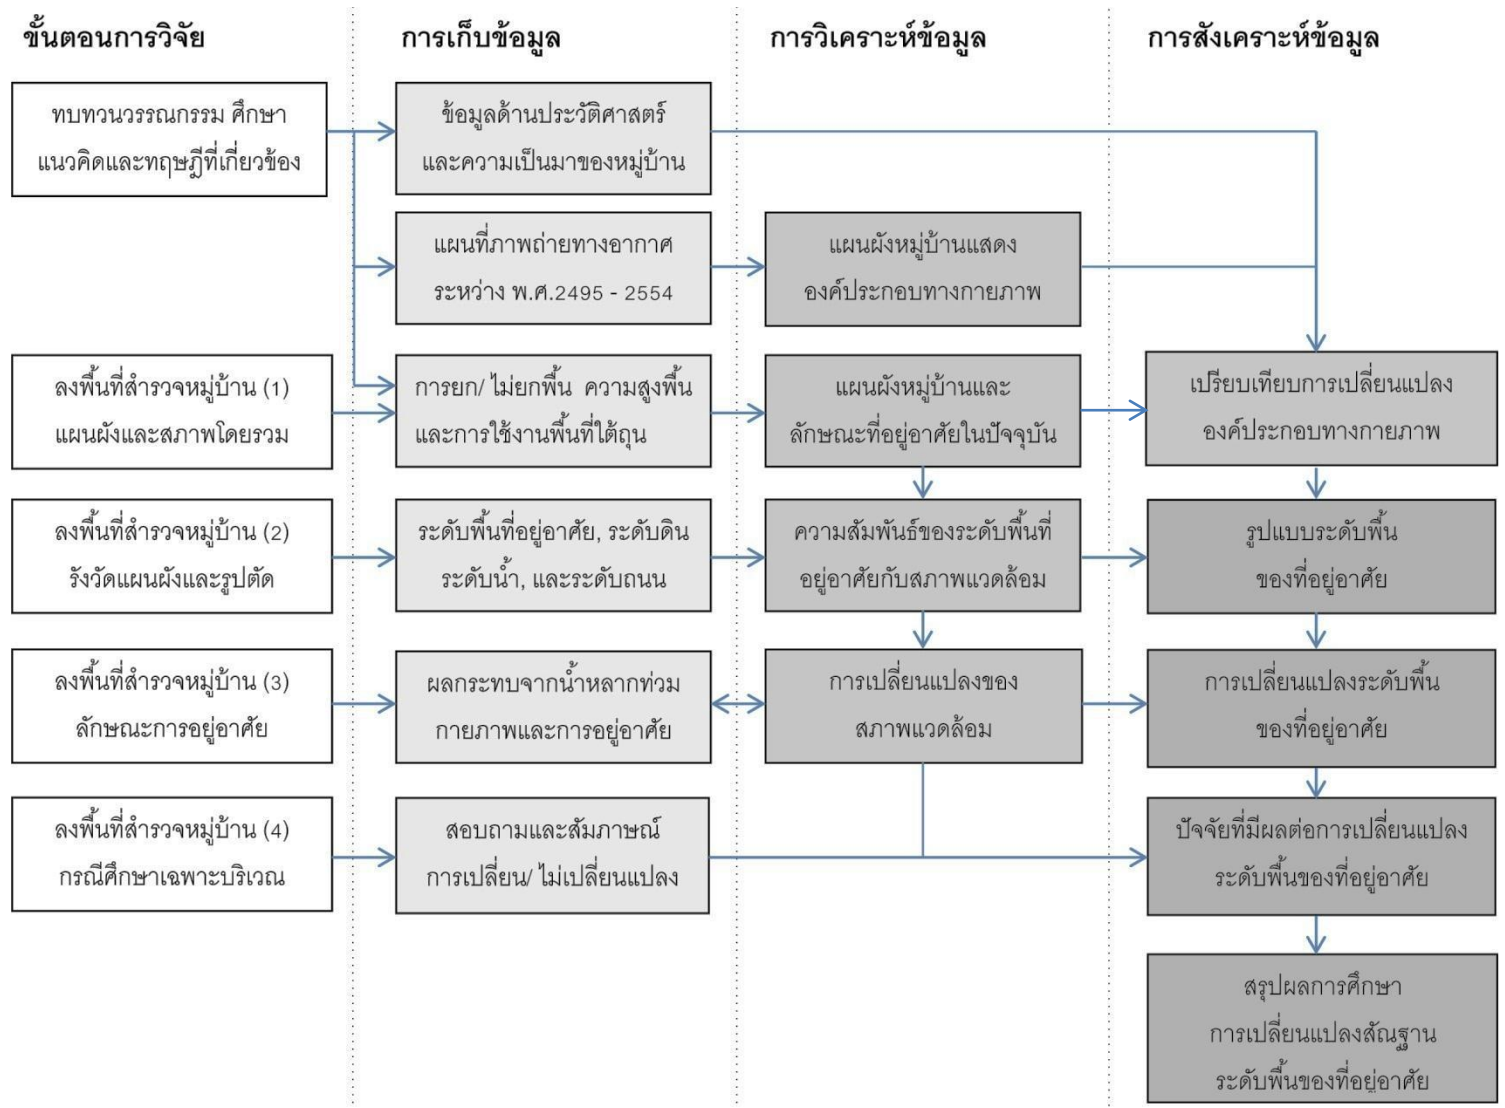 ขั้นตอนการวิจัย
การเก็บข้อมูล
การวิเคราะห์ข้อมูล
การสังเคราะห์ข้อมูล
ทบทวนวรรณกรรม ศึกษา
แนวคิดและทฤษฎีที่เกี่ยวข้อง
ข้อมูลด้านประวัติศาสตร์
และความเป็นมาของหมู่บ้าน
แผนที่ภาพถ่ายทางอากาศ
ระหว่าง พ.ศ.2495 - 2554
แผนผังหมู่บ้านแสดง
องค์ประกอบทางกายภาพ
ลงพื้นที่สำรวจหมู่บ้าน (1)
แผนผังและสภาพโดยรวม
การยก/ ไม่ยกพื้น ความสูงพื้น
และการใช้งานพื้นที่ใต้ถุน
แผนผังหมู่บ้านและ
ลักษณะที่อยู่อาศัยในปัจจุบัน
เปรียบเทียบการเปลี่ยนแปลง
องค์ประกอบทางกายภาพ
ลงพื้นที่สำรวจหมู่บ้าน (2)
รังวัดแผนผังและรูปตัด
ระดับพื้นที่อยู่อาศัย, ระดับดิน
ระดับน้ำ, และระดับถนน
ความสัมพันธ์ของระดับพื้นที่
อยู่อาศัยกับสภาพแวดล้อม
รูปแบบระดับพื้น
ของที่อยู่อาศัย
ลงพื้นที่สำรวจหมู่บ้าน (3)
ลักษณะการอยู่อาศัย
ผลกระทบจากน้ำหลากท่วม
กายภาพและการอยู่อาศัย
การเปลี่ยนแปลงของ
สภาพแวดล้อม
การเปลี่ยนแปลงระดับพื้น
ของที่อยู่อาศัย
ลงพื้นที่สำรวจหมู่บ้าน (4)
กรณีศึกษาเฉพาะบริเวณ
สอบถามและสัมภาษณ์
การเปลี่ยน/ ไม่เปลี่ยนแปลง
ปัจจัยที่มีผลต่อการเปลี่ยนแปลง
ระดับพื้นของที่อยู่อาศัย
สรุปผลการศึกษา
การเปลี่ยนแปลงสัณฐาน
ระดับพื้นของที่อยู่อาศัย